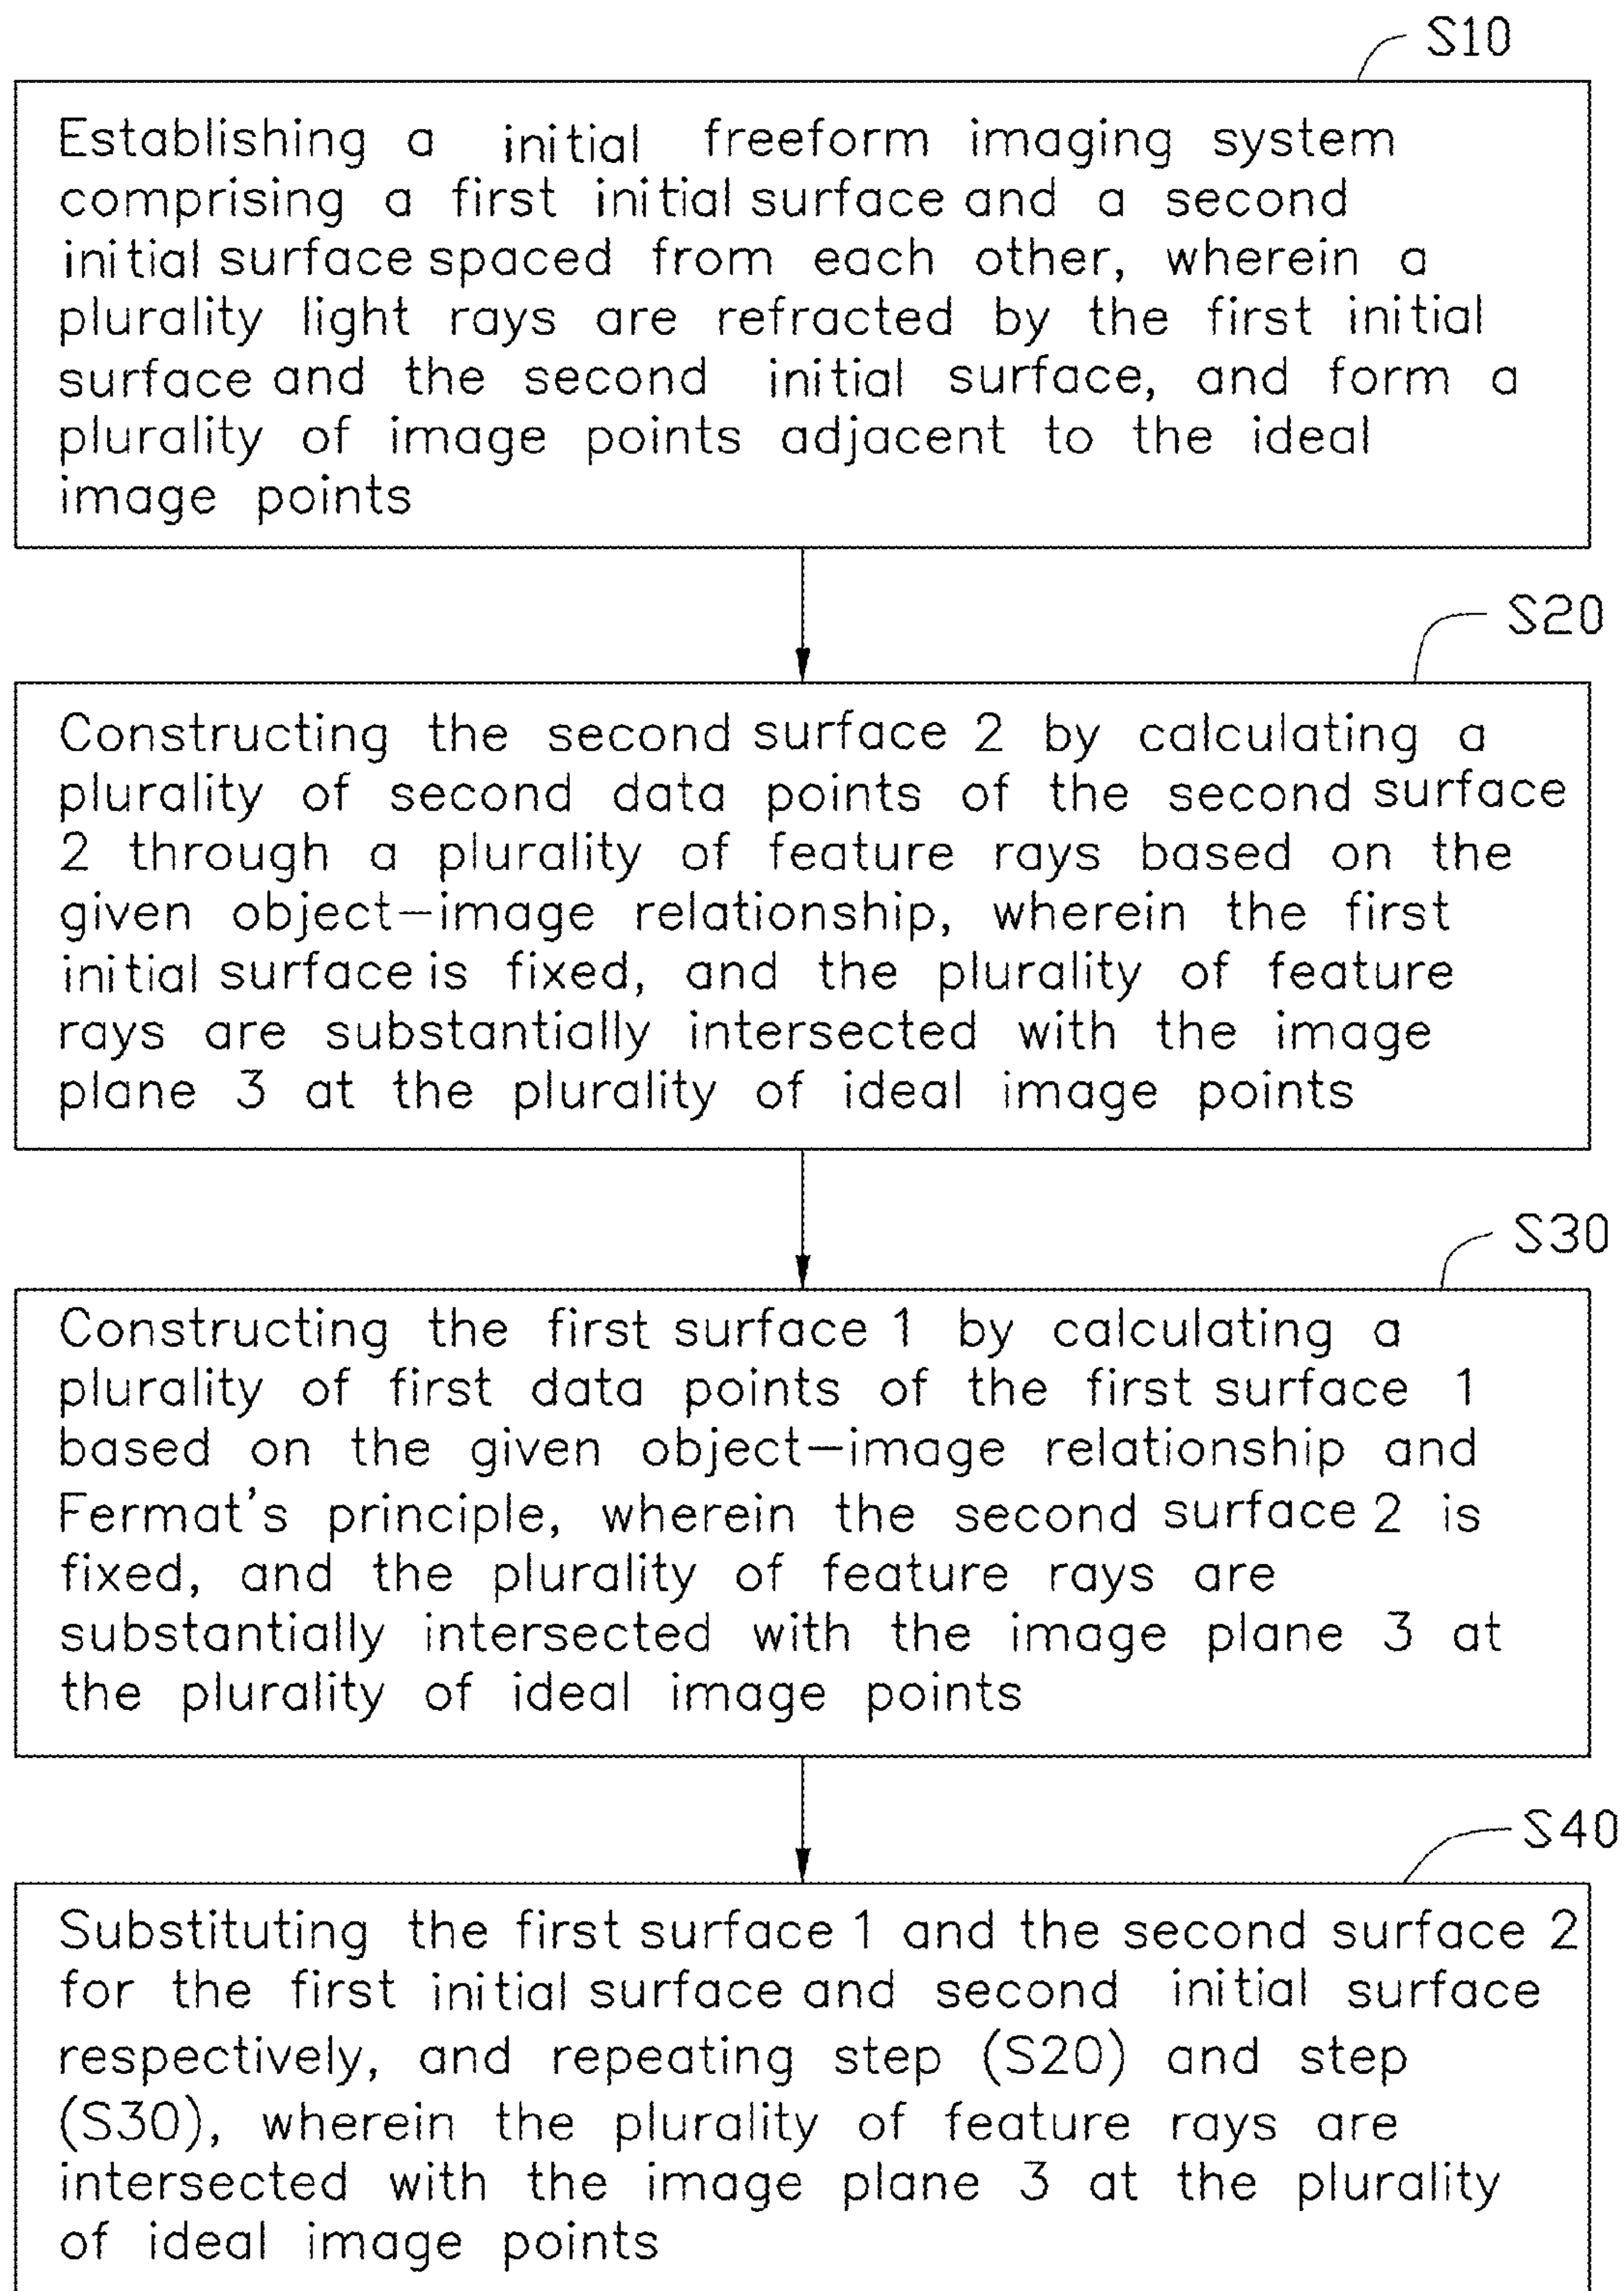 S10
Establishing a initial freeform imaging system
comprising a first initial surface and a second
initial surface spaced from each other, wherein a
plurality light rays are refracted by the first initial
surface and the second initial surface, and form a
plurality of image points adjacent to the ideal
image points
S20
Constructing the second surface 2 by calculating a
plurality of second data points of the second surface
2 through a plurality of feature rays based on the
given object-image relationship, wherein the first
initial surface is fixed, and the plurality of feature
rays are substantially intersected with the image
plane 3 at the plurality of ideal image points
S30
Constructing the first surface 1 by calculating a
plurality of first data points of the first surface 1
based on the given object-image relationship and
Fermat's principle, wherein the second surface 2 is
fixed, and the plurality of feature rays are
substantially intersected with the image plane 3 at
the plurality of ideal image points
S40
Substituting the first surface 1 and the second surface 2
for the first initial surface and second initial surface
respectively, and repeating step (S20) and step
(S30), wherein the plurality of feature rays are
intersected with the image plane 3 at the plurality
of ideal image points